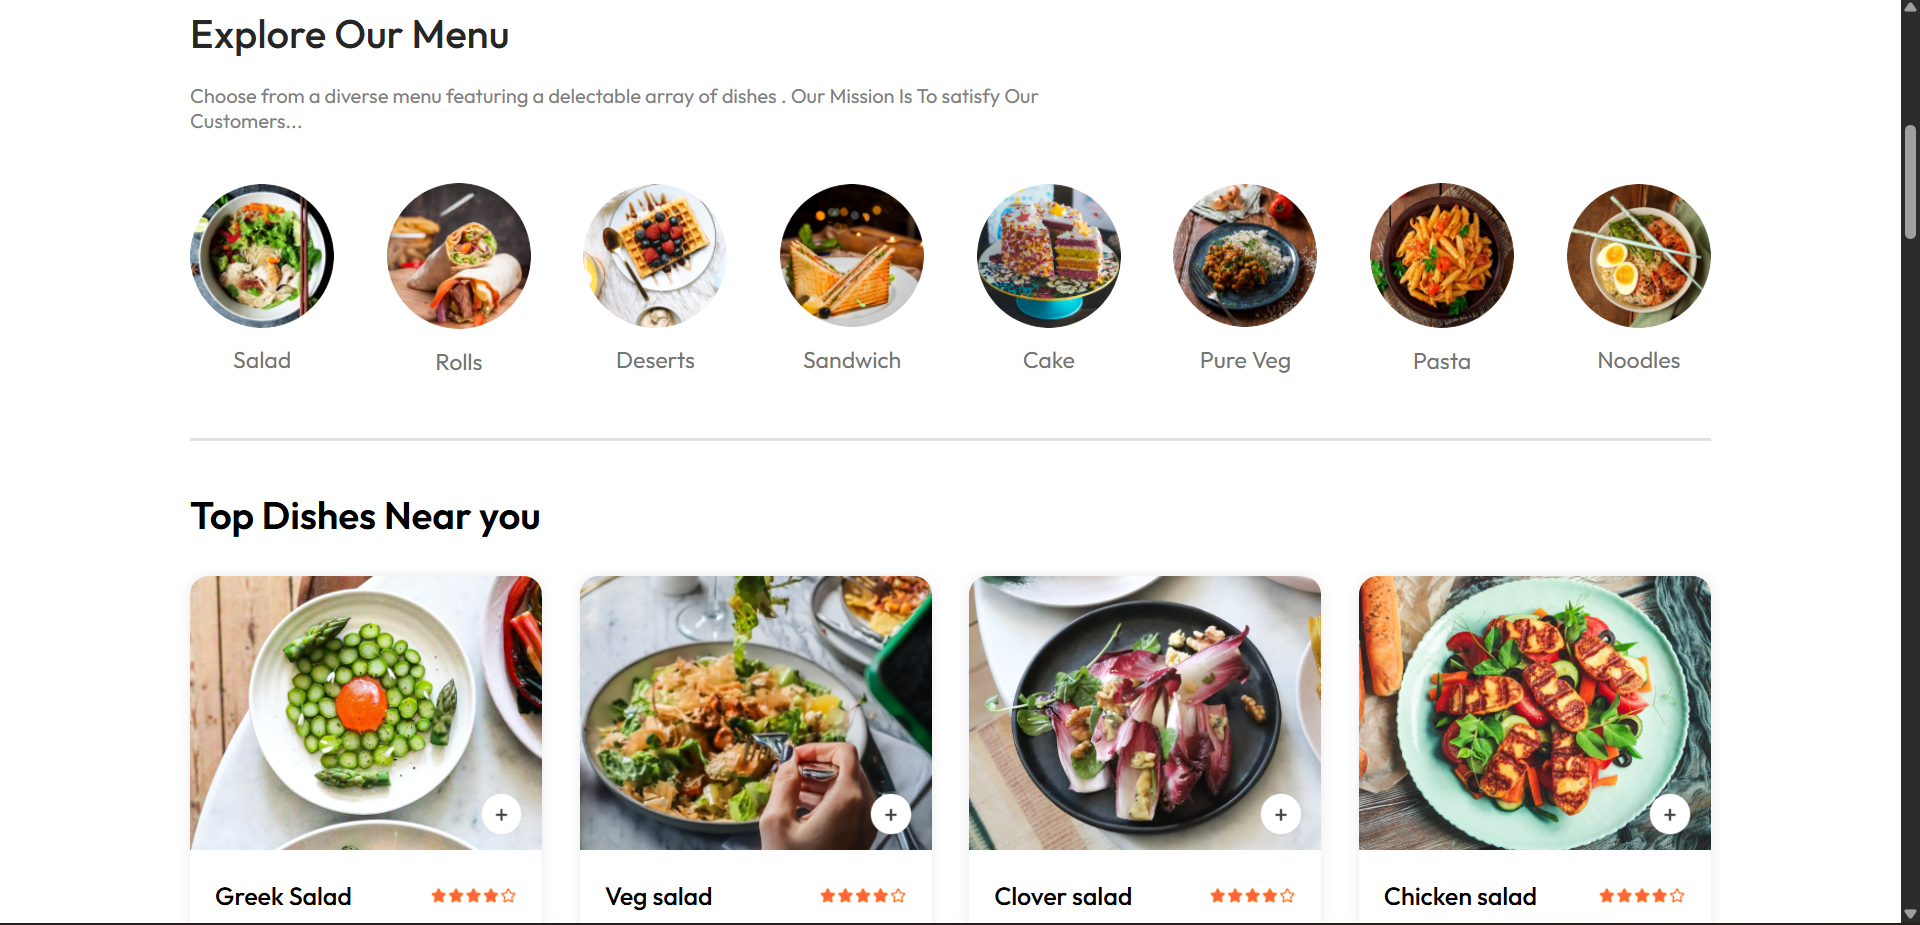 Explore Our Menu
Choose from a diverse menu featuring a delectable array of dishes . Our Mission Is To satisfy Our
Customers...
Salad
Rolls
Deserts
Sandwich
Cake
Pure Veg
Pasta
Noodles
Top Dishes Near you
+
+
+
+
Greek Salad
Veg salad
Clover salad
Chicken salad